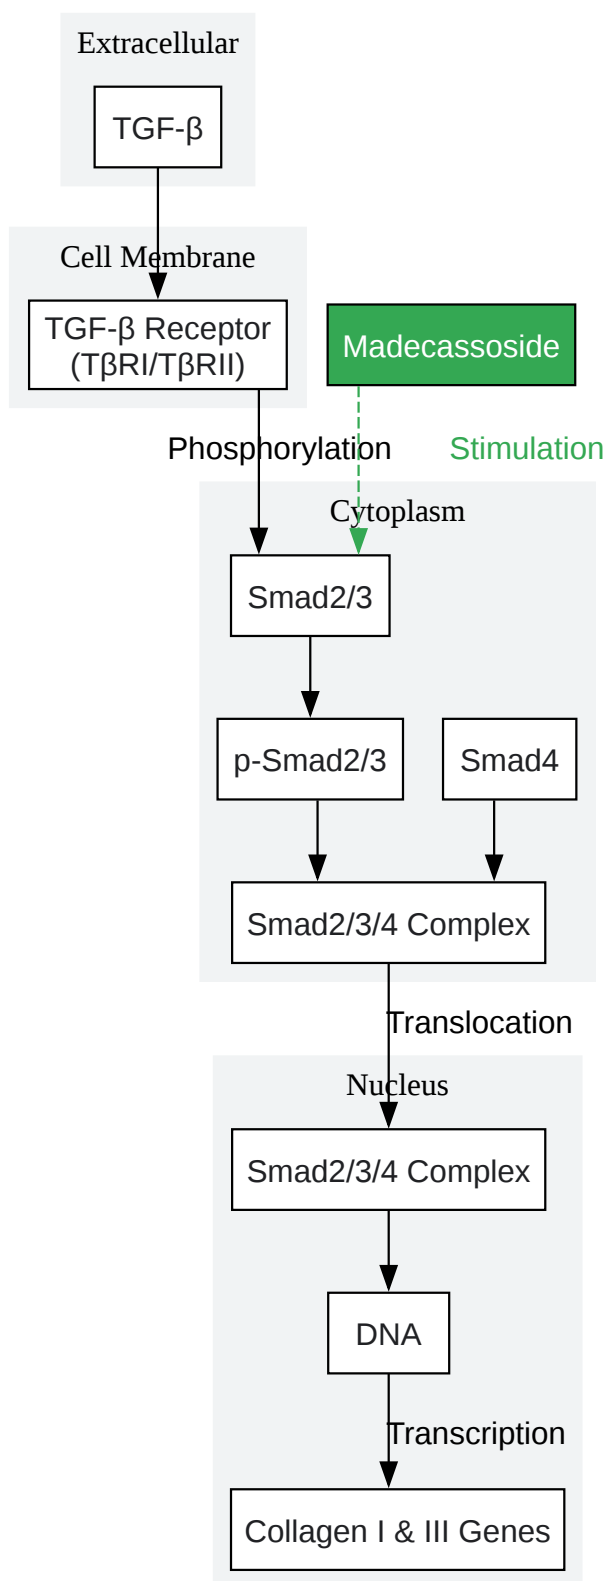 Extracellular
TGF-β
Cell Membrane
TGF-β Receptor
(TβRI/TβRII)
Madecassoside
Phosphorylation
Stimulation
Cytoplasm
Smad2/3
p-Smad2/3
Smad4
Smad2/3/4 Complex
Translocation
Nucleus
Smad2/3/4 Complex
DNA
Transcription
Collagen I & III Genes